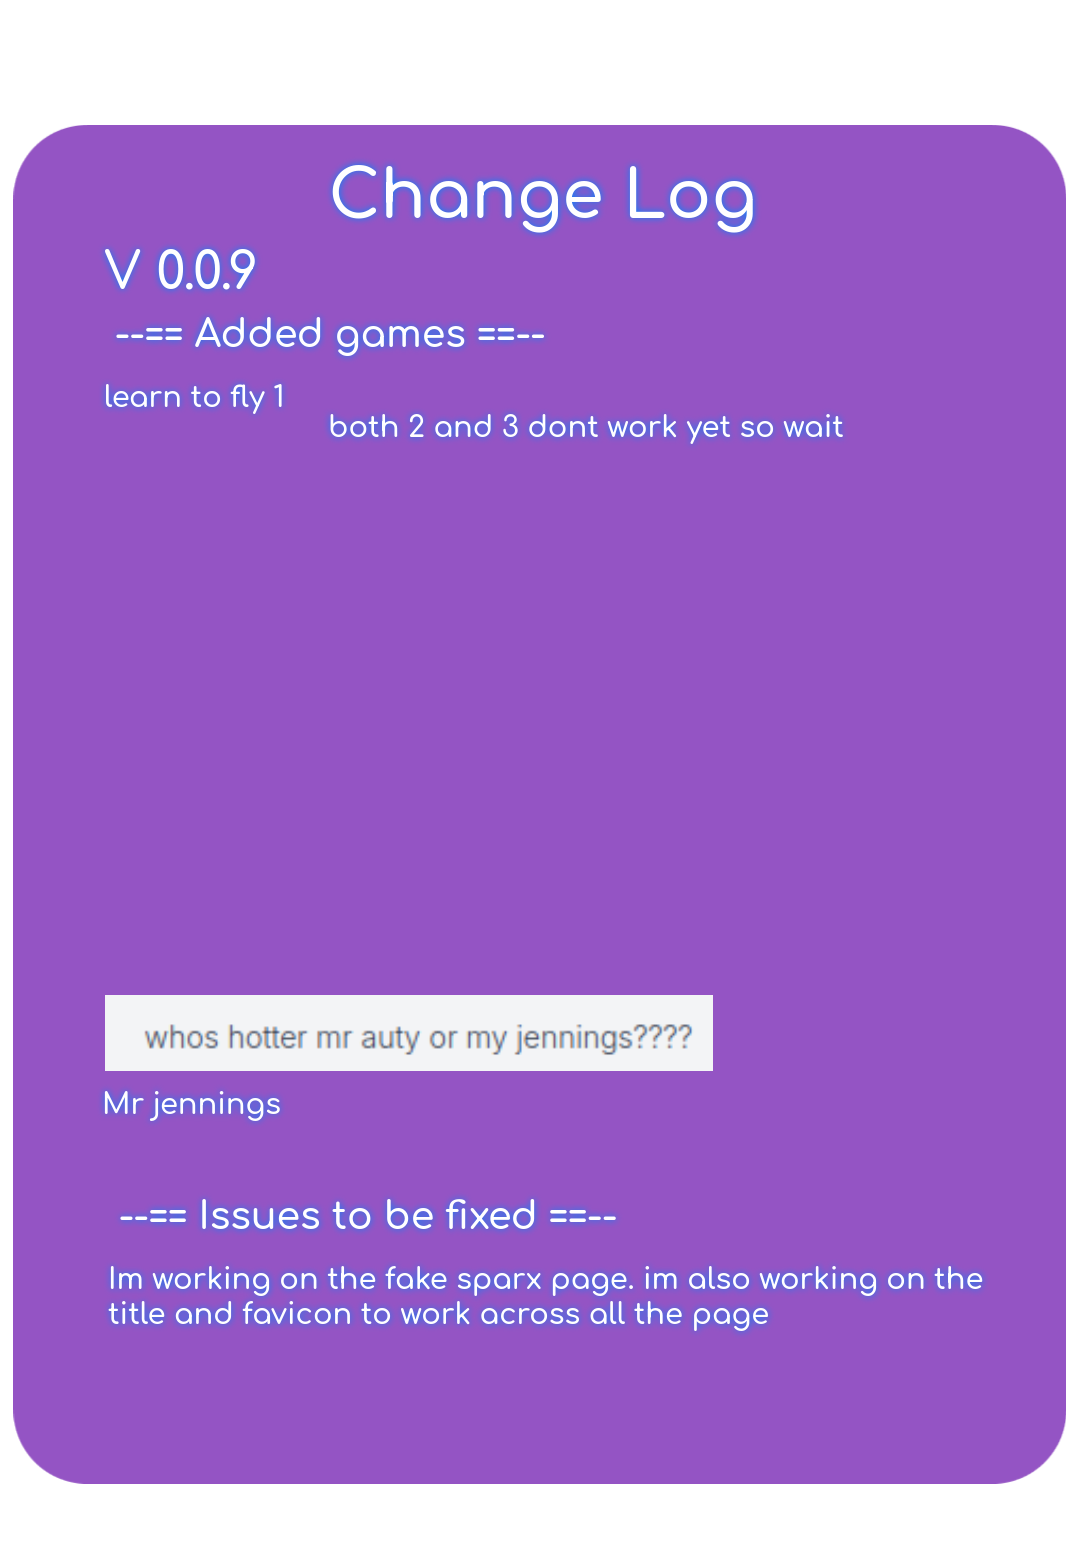 Change Log
V 0.0.9
--== Added games ==--
learn to fly 1
both 2 and 3 dont work yet so wait
whos hotter mr auty or my jennings????
Mr jennings
--== Issues to be fixed ==--
Im working on the fake sparx page. im also working on the
title and favicon to work across all the page